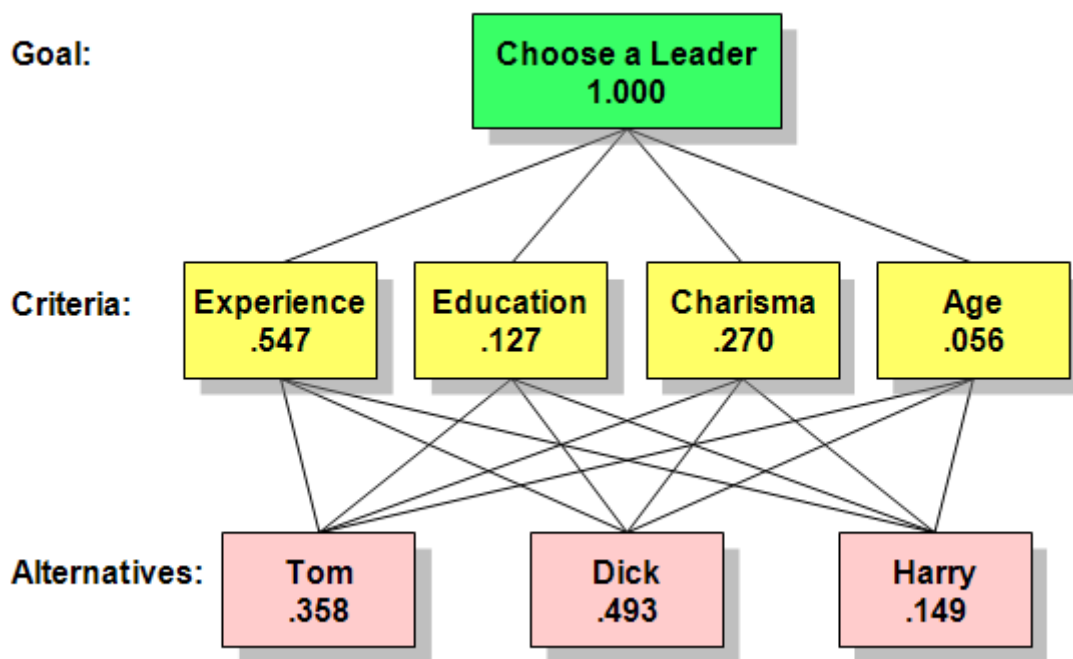 Goal:
Choose a Leader
1.000
Criteria:
Experience
.547
Education
.127
Charisma
.270
Age
.056
Alternatives:
Tom
.358
Dick
.493
Harry
.149